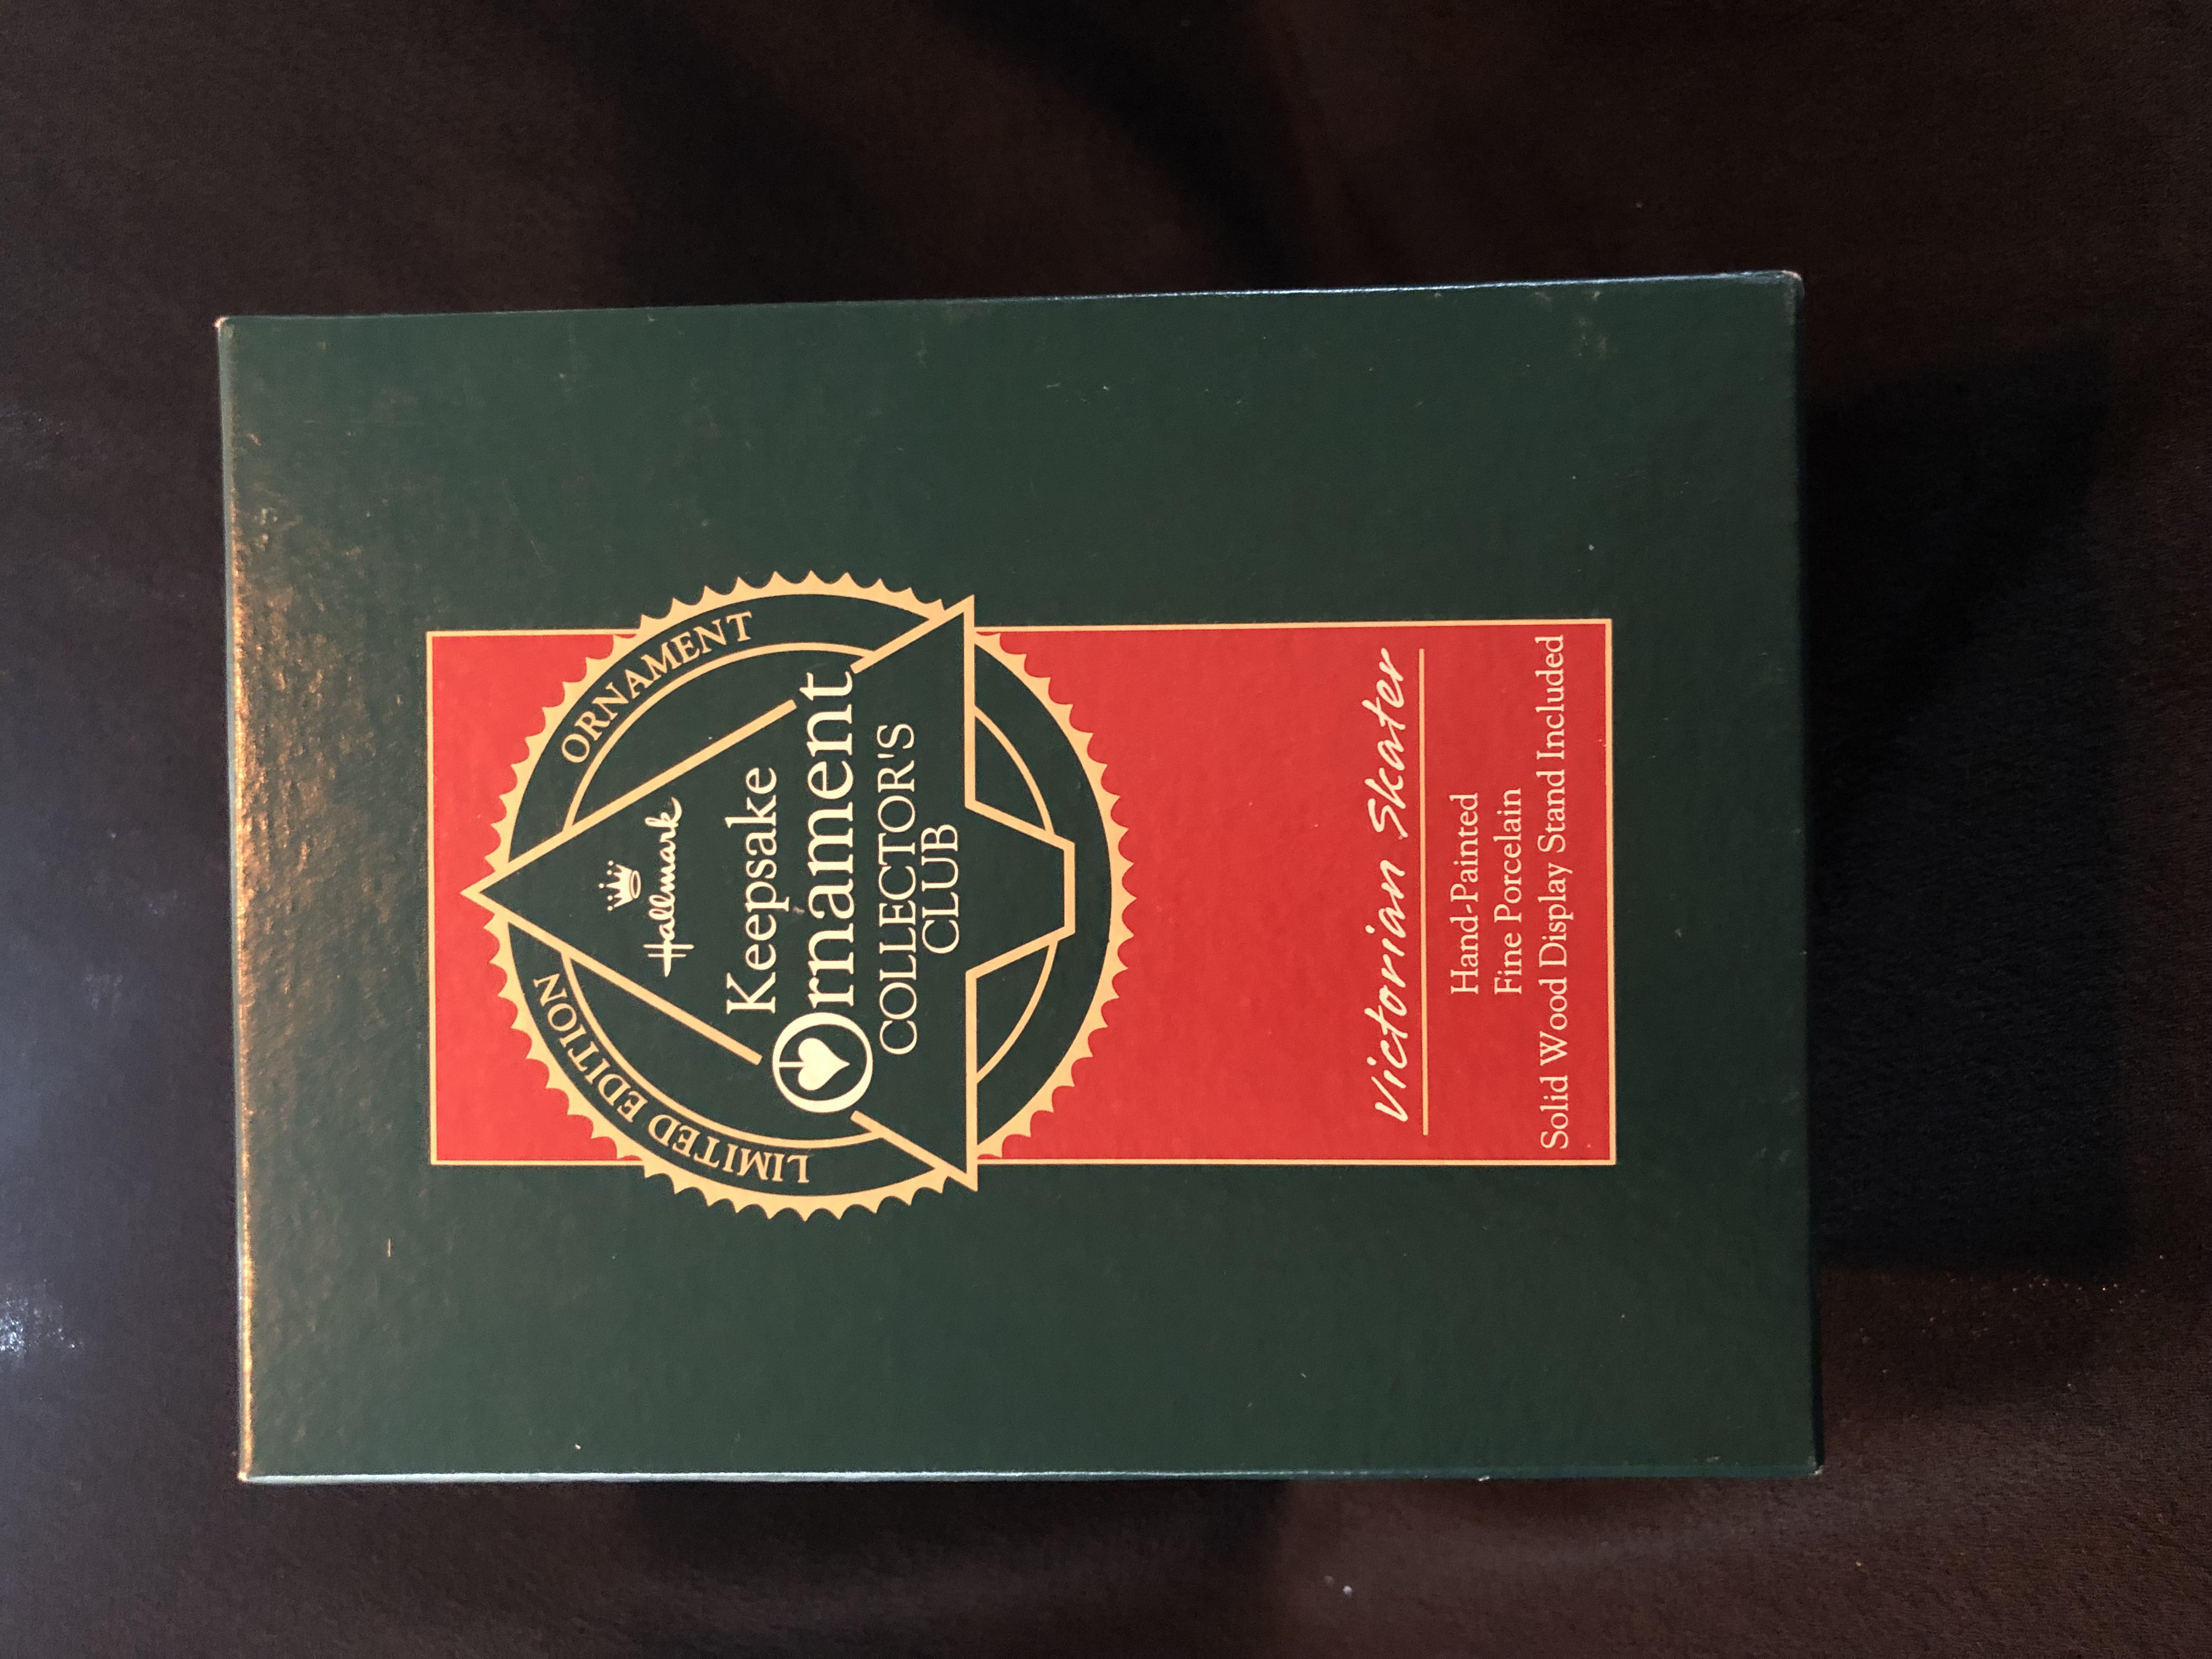 LIMITED EDITION ORNAMENT
Hallmark
Keepsake
Ornament
COLLECTOR'S
CLUB
Victorian Skater
Hand-Painted
Fine Porcelain
Solid Wood Display Stand Included